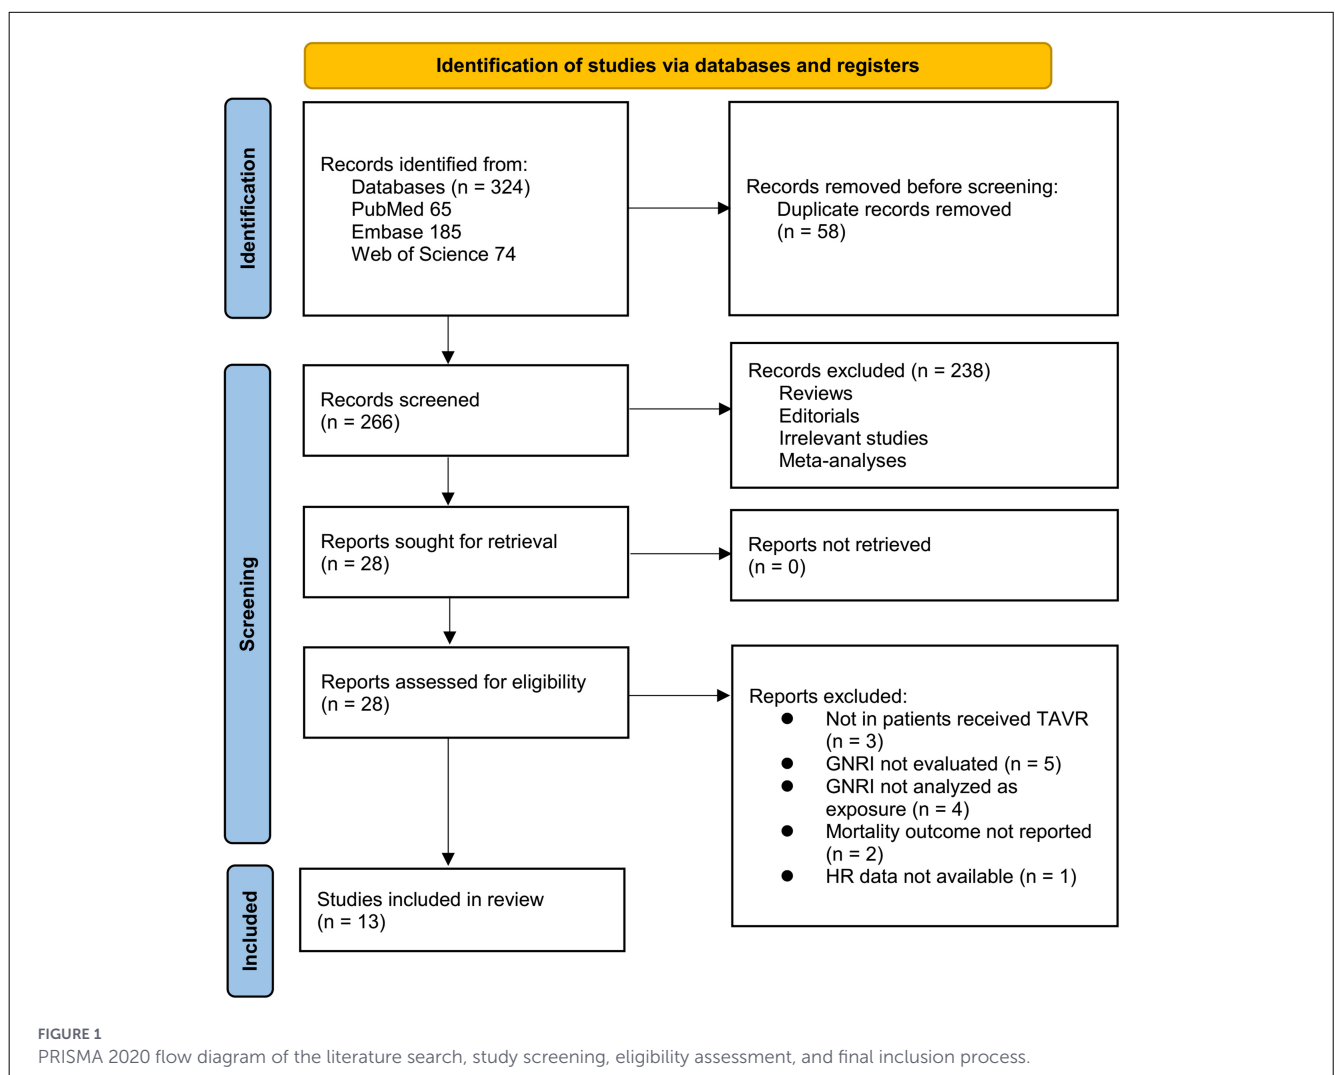 Identification of studies via databases and registers
Identification
Records identified from:
Databases (n = 324)
PubMed 65
Embase 185
Web of Science 74
Records removed before screening:
Duplicate records removed
(n = 58)
Screening
Records screened
(n = 266)
Records excluded (n = 238)
Reviews
Editorials
Irrelevant studies
Meta-analyses
Reports sought for retrieval
(n = 28)
Reports not retrieved
(n = 0)
Reports assessed for eligibility
(n = 28)
Reports excluded:
● Not in patients received TAVR
(n = 3)
● GNRI not evaluated (n = 5)
● GNRI not analyzed as
exposure (n = 4)
● Mortality outcome not reported
(n = 2)
● HR data not available (n = 1)
Included
Studies included in review
(n = 13)
FIGURE 1
PRISMA 2020 flow diagram of the literature search, study screening, eligibility assessment, and final inclusion process.